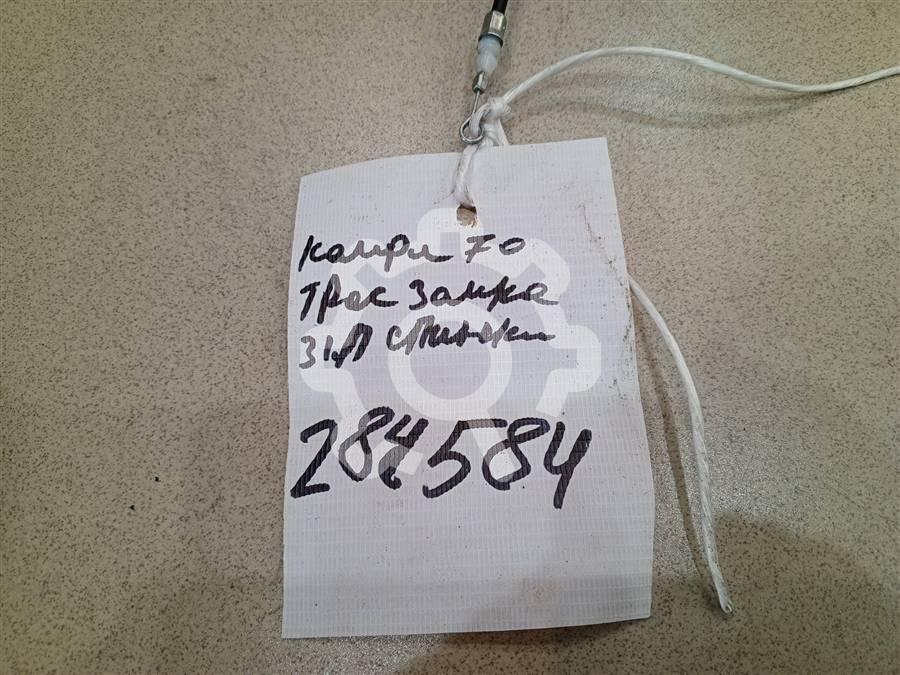 Камри 70
Трос замка
з/п спинки
284584